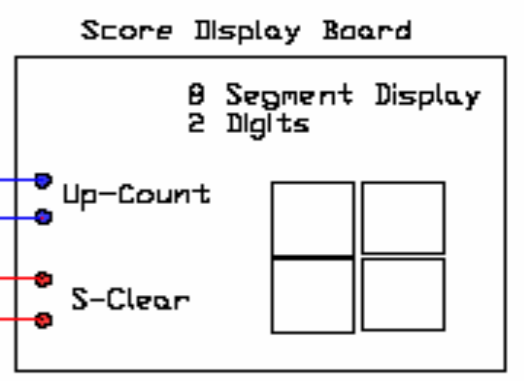 Score DIsplay Board
8 Segment Display
2 DIgIts
Up-Count
S-Clear